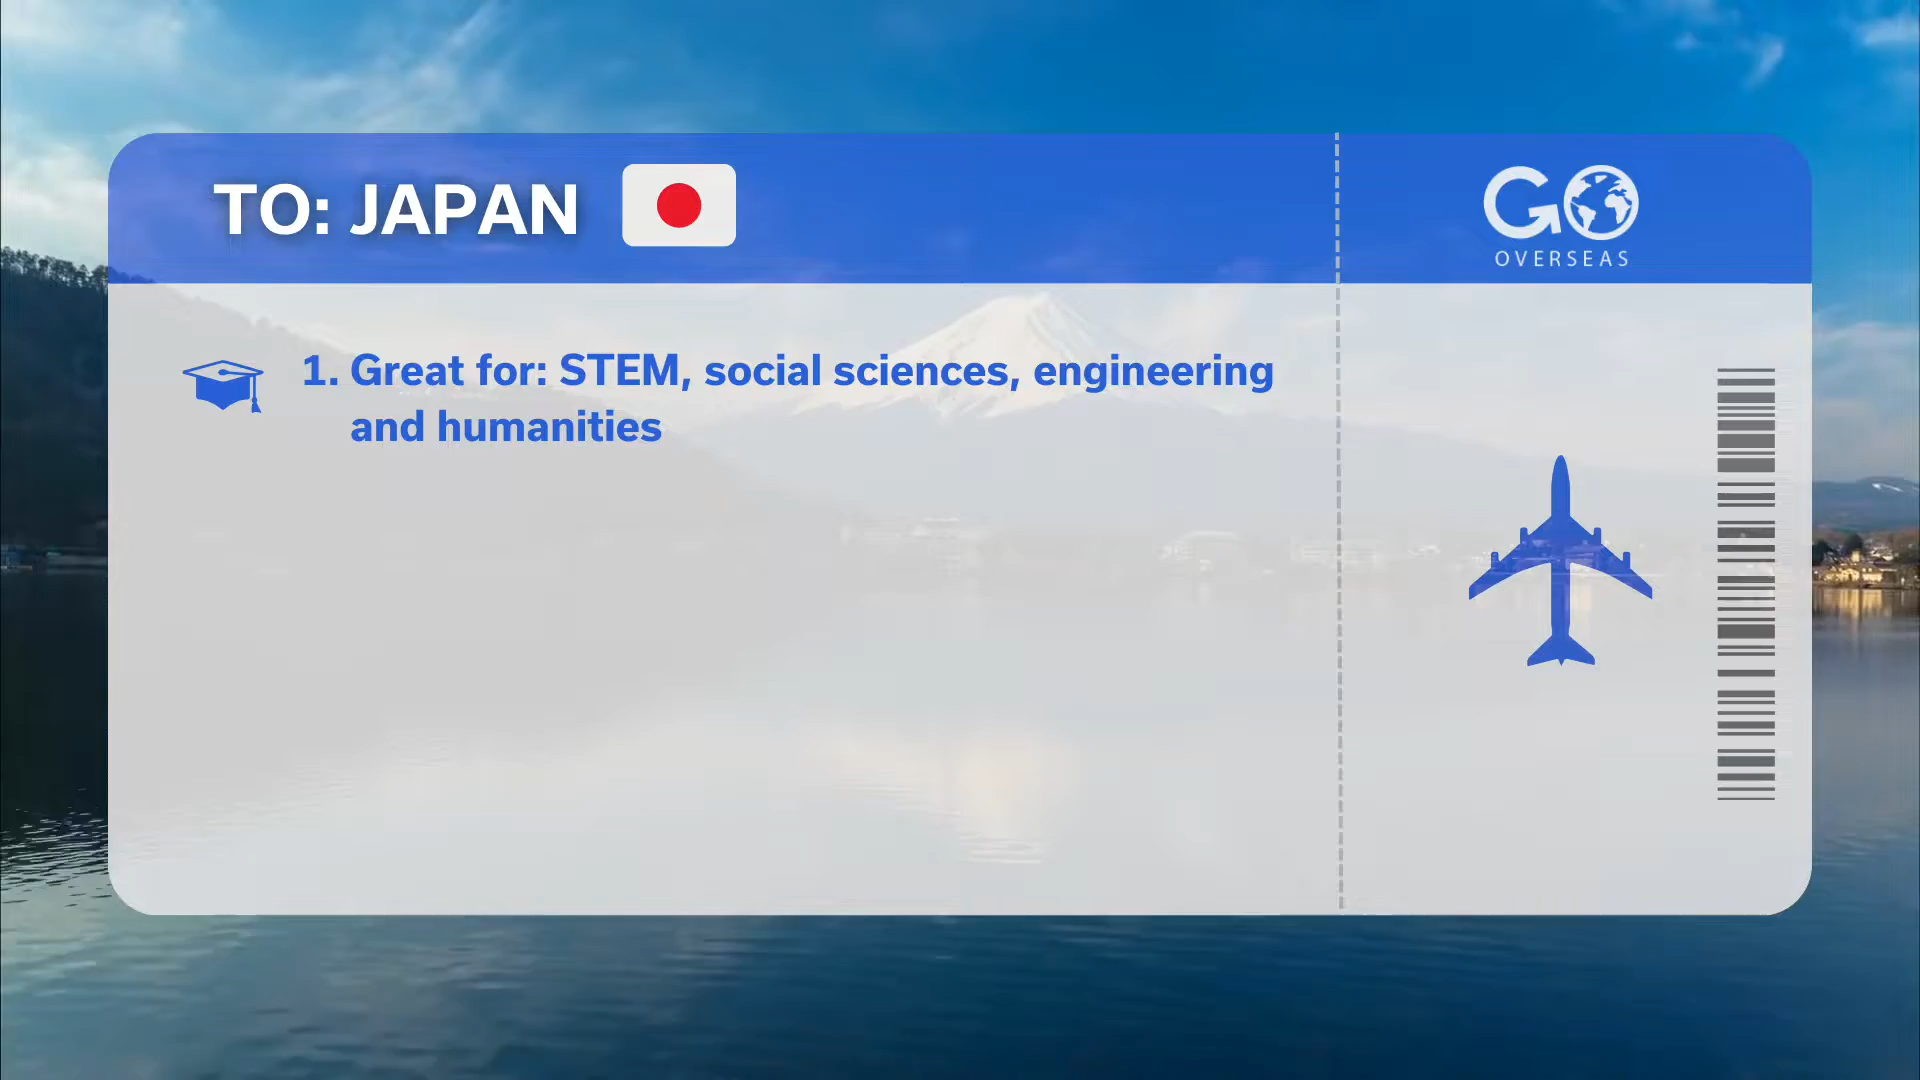 TO: JAPAN
GO
OVERSEAS
1. Great for: STEM, social sciences, engineering
and humanities